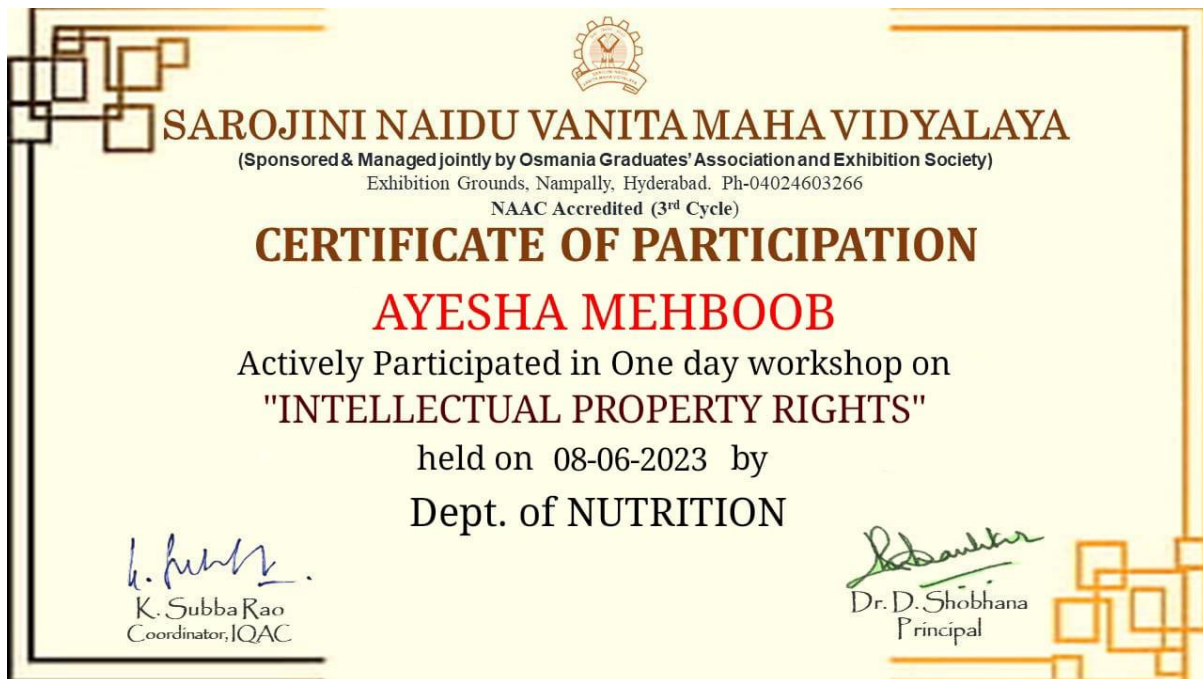 SAROJINI NAIDU VANITA MAHA VIDYALAYA
(Sponsored & Managed jointly by Osmania Graduates' Association and Exhibition Society)
Exhibition Grounds, Nampally, Hyderabad. Ph-04024603266
NAAC Accredited (3rd Cycle)
CERTIFICATE OF PARTICIPATION
AYESHA MEHBOOB
Actively Participated in One day workshop on
"INTELLECTUAL PROPERTY RIGHTS"
held on 08-06-2023 by
Dept. of NUTRITION
K. Subba Rao
Coordinator, IQAC
Dr. D. Shobhana
Principal